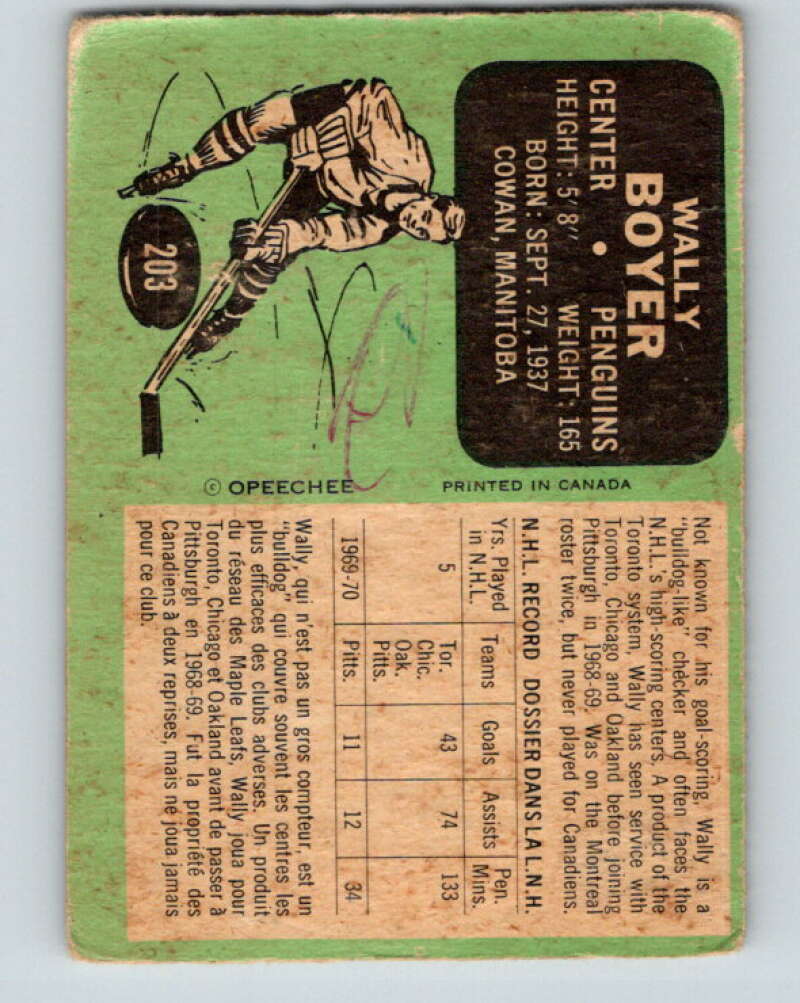 WALLY
BOYER
CENTER • PENGUINS
HEIGHT: 5'8" WEIGHT: 165
BORN: SEPT. 27, 1937
COWAN, MANITOBA
203
© OPEECHEE
PRINTED IN CANADA
Not known for his goal-scoring, Wally is a
"bulldog-like" checker and often faces the
N.H.L.'s high-scoring centers. A product of the
Toronto system, Wally has seen service with
Toronto, Chicago and Oakland before joining
Pittsburgh in 1968-69. Was on the Montreal
roster twice, but never played for Canadiens.
N.H.L. RECORD DOSSIER DANS LA L.N.H.
Yrs. Played in N.H.L. Teams Goals Assists Pen. Mins.
5 Tor. Chic. Oak. Pitts. 43 74 133
1969-70 Pitts. 11 12 34
Wally, qui n'est pas un gros compteur, est un
"bulldog" qui couvre souvent les centres les
plus efficaces des clubs adverses. Un produit
du réseau des Maple Leafs, Wally joua pour
Toronto, Chicago et Oakland avant de passer à
Pittsburgh en 1968-69. Fut la propriété des
Canadiens à deux reprises, mais ne joua jamais
pour ce club.